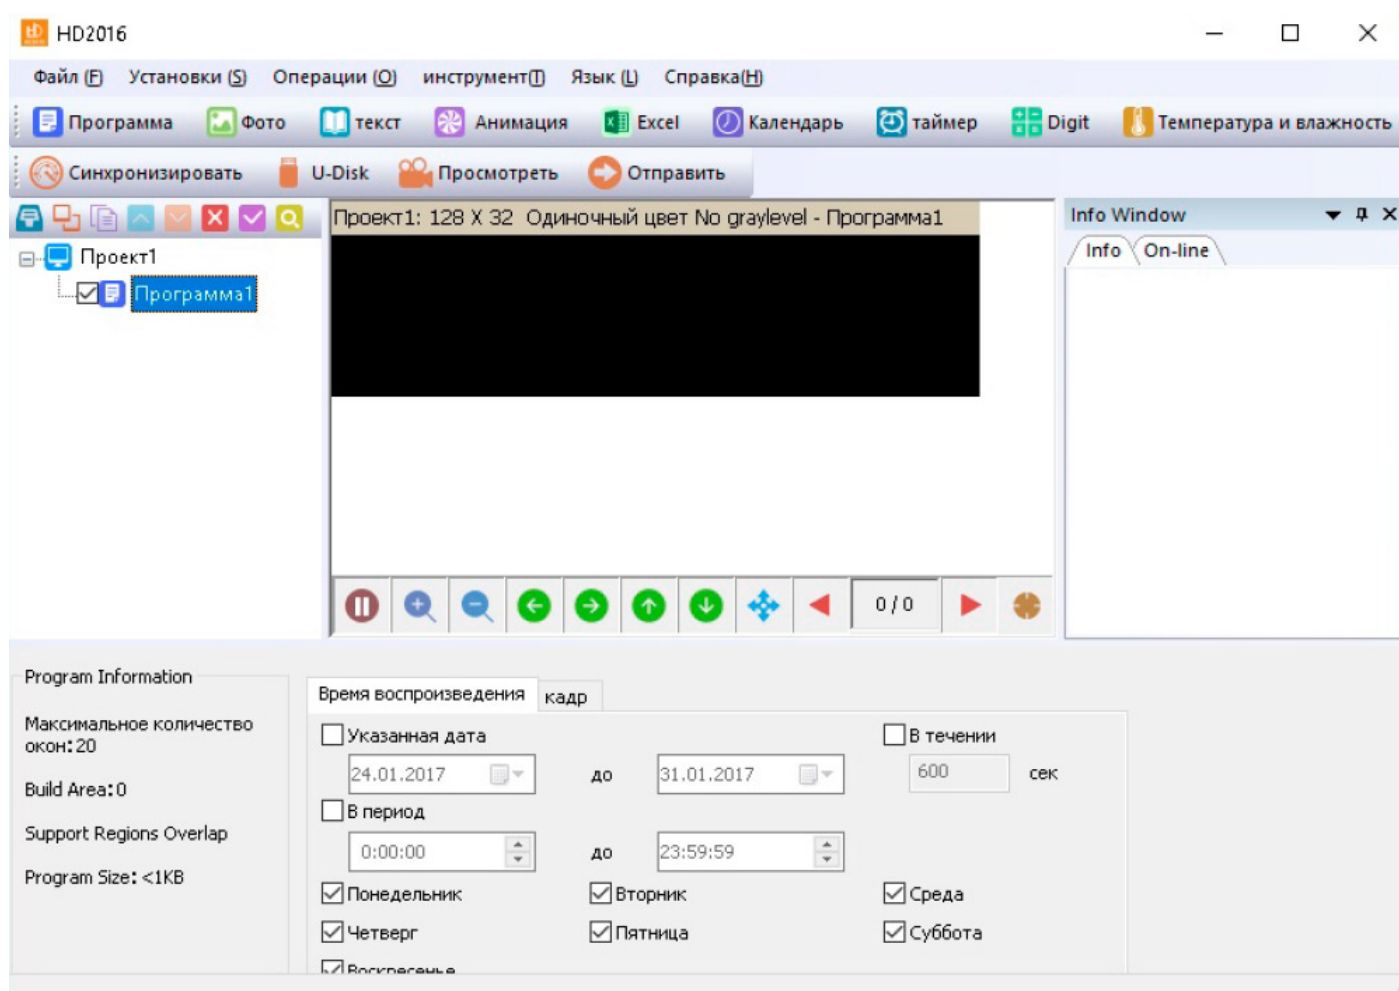 HD2016
Файл (F) Установки (S) Операции (O) инструмент(T) Язык (L) Справка(H)
Программа Фото текст Анимация Excel Календарь таймер Digit Температура и влажность
Синхронизировать U-Disk Просмотреть Отправить
Проект1: 128 X 32 Одиночный цвет No graylevel - Программа1
Info Window
Info On-line
Проект1
Программа1
0 / 0
Program Information
Максимальное количество
окон: 20
Build Area: 0
Support Regions Overlap
Program Size: <1KB
Время воспроизведения кадр
Указанная дата В течении
24.01.2017 до 31.01.2017 600 сек
В период
0:00:00 до 23:59:59
Понедельник Вторник Среда
Четверг Пятница Суббота
Воскресенье